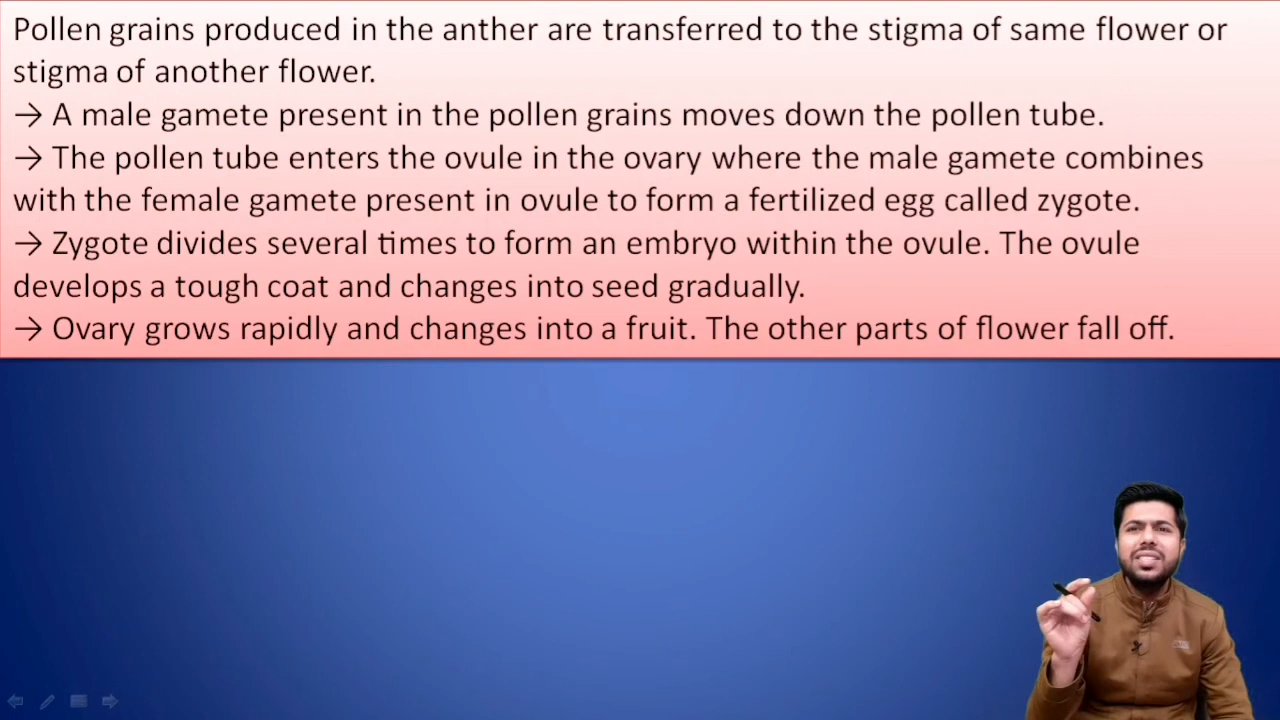 Pollen grains produced in the anther are transferred to the stigma of same flower or
stigma of another flower.
→ A male gamete present in the pollen grains moves down the pollen tube.
→ The pollen tube enters the ovule in the ovary where the male gamete combines
with the female gamete present in ovule to form a fertilized egg called zygote.
→ Zygote divides several times to form an embryo within the ovule. The ovule
develops a tough coat and changes into seed gradually.
→ Ovary grows rapidly and changes into a fruit. The other parts of flower fall off.